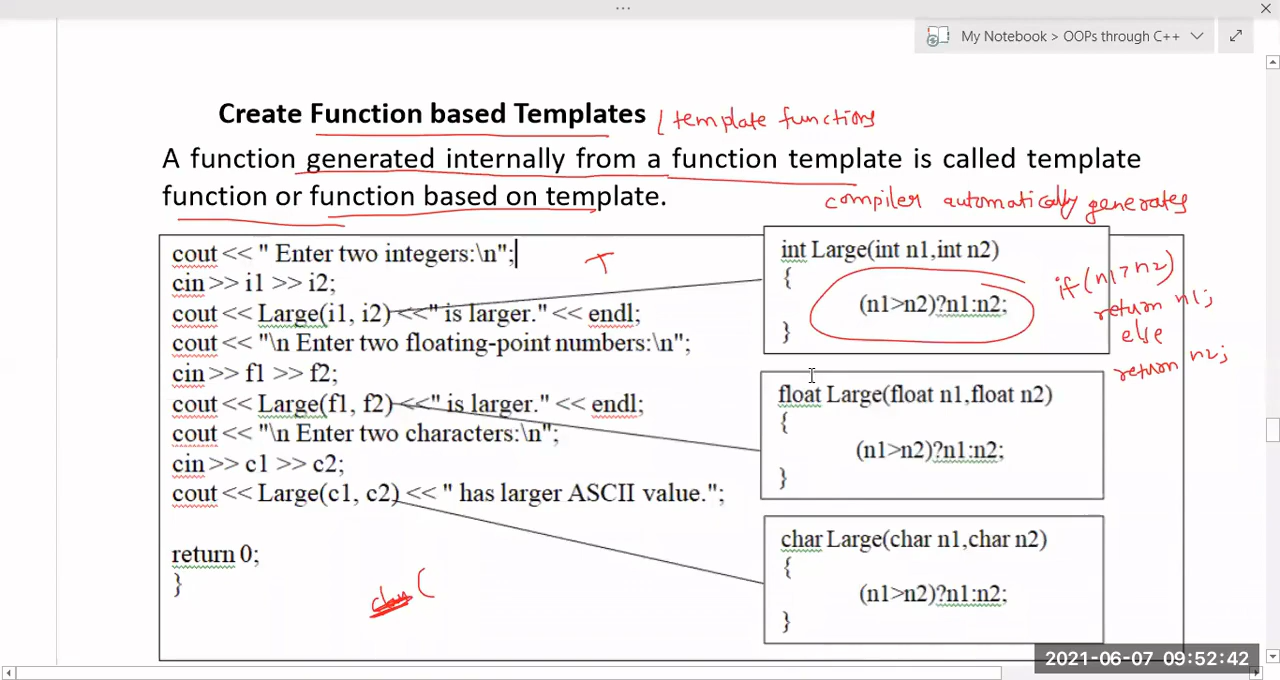 My Notebook > OOPs through C++
Create Function based Templates / template functions
A function generated internally from a function template is called template
function or function based on template.
compiler automatically generates
cout << " Enter two integers:\n";
T
cin >> i1 >> i2;
cout << Large(i1, i2) <<" is larger." << endl;
cout << "\n Enter two floating-point numbers:\n";
cin >> f1 >> f2;
cout << Large(f1, f2) <<" is larger." << endl;
cout << "\n Enter two characters:\n";
cin >> c1 >> c2;
cout << Large(c1, c2) << " has larger ASCII value.";
return 0;
}
(
int Large(int n1,int n2)
{
(n1>n2)?n1:n2;
}
if(n1>n2)
return n1;
else
return n2;
float Large(float n1,float n2)
{
(n1>n2)?n1:n2;
}
char Large(char n1,char n2)
{
(n1>n2)?n1:n2;
}
2021-06-07 09:52:42